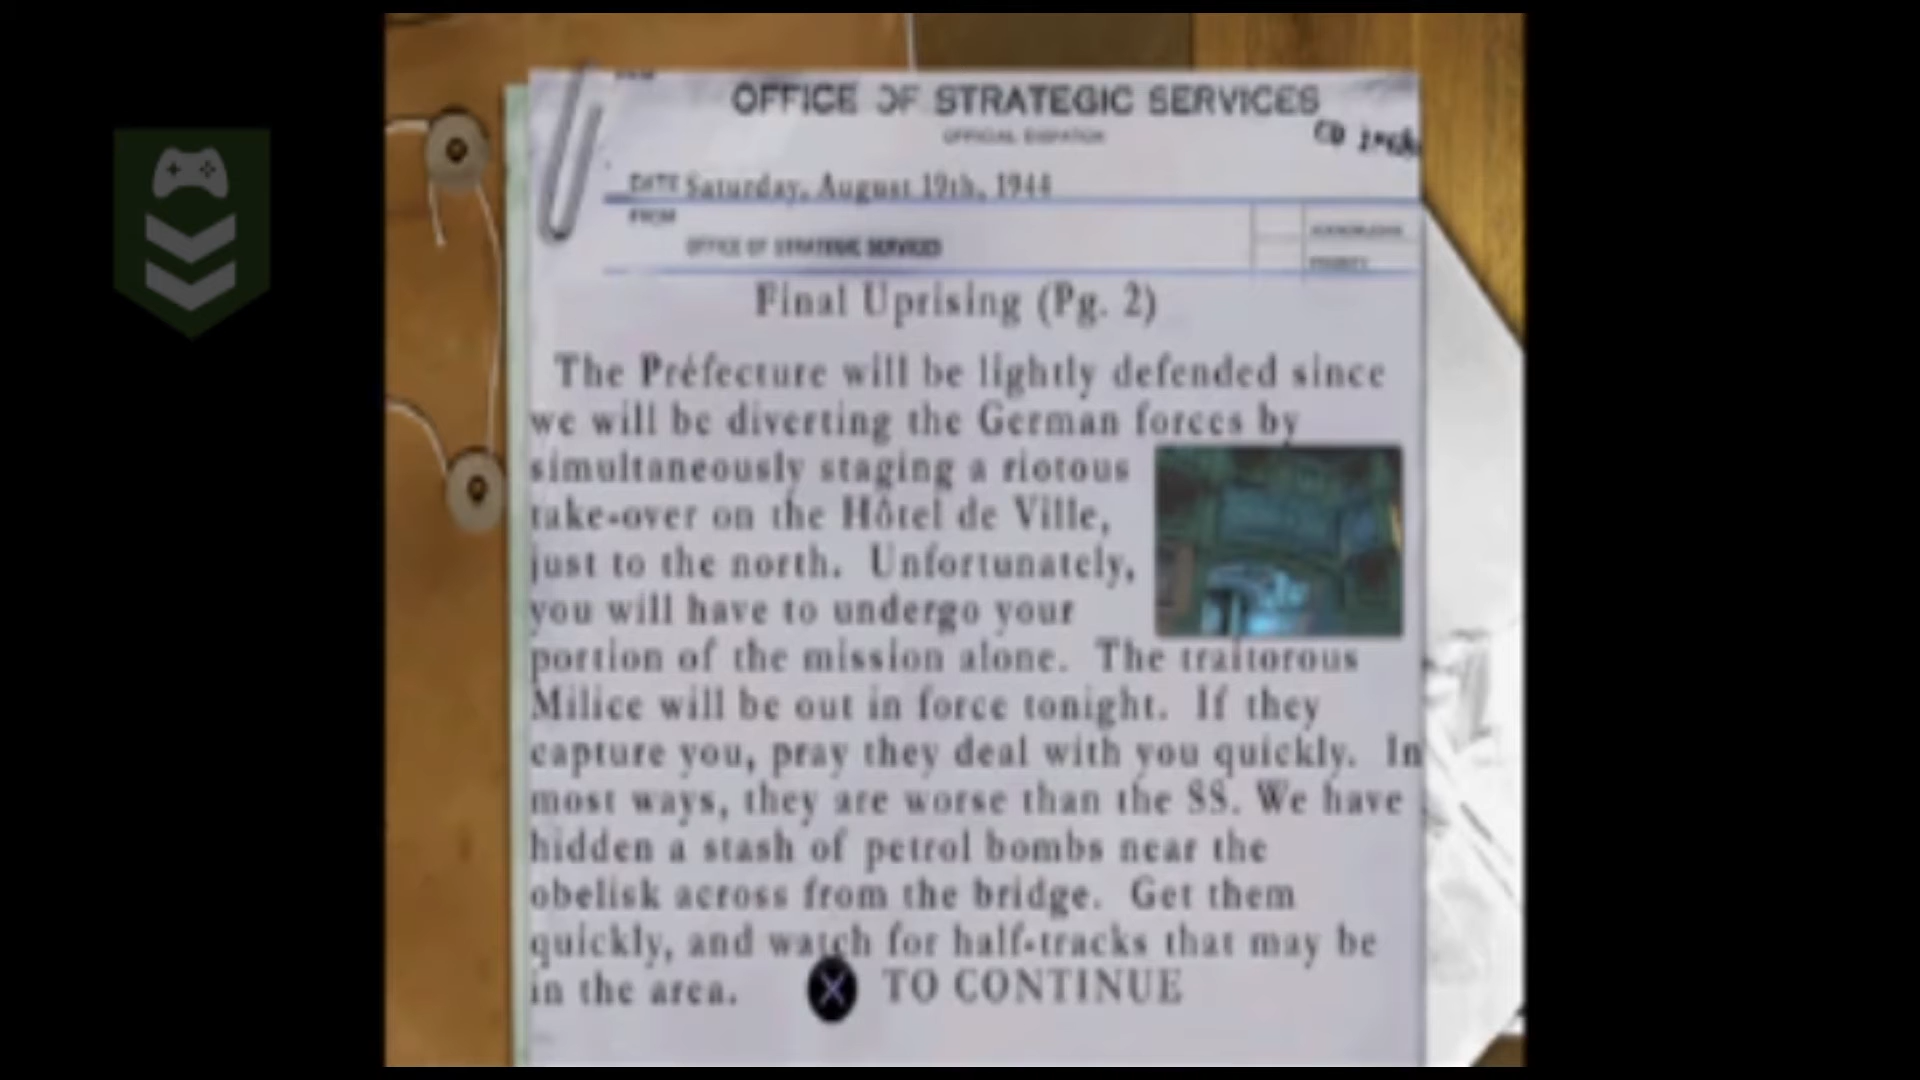 OFFICE OF STRATEGIC SERVICES
OFFICIAL DISPATCH
DATE Saturday, August 19th, 1944
FROM
OFFICE OF STRATEGIC SERVICES
ACKNOWLEDGE
PRIORITY
Final Uprising (Pg. 2)
The Préfecture will be lightly defended since
we will be diverting the German forces by
simultaneously staging a riotous
take-over on the Hôtel de Ville,
just to the north. Unfortunately,
you will have to undergo your
portion of the mission alone. The traitorous
Milice will be out in force tonight. If they
capture you, pray they deal with you quickly. In
most ways, they are worse than the SS. We have
hidden a stash of petrol bombs near the
obelisk across from the bridge. Get them
quickly, and watch for half-tracks that may be
in the area. X TO CONTINUE